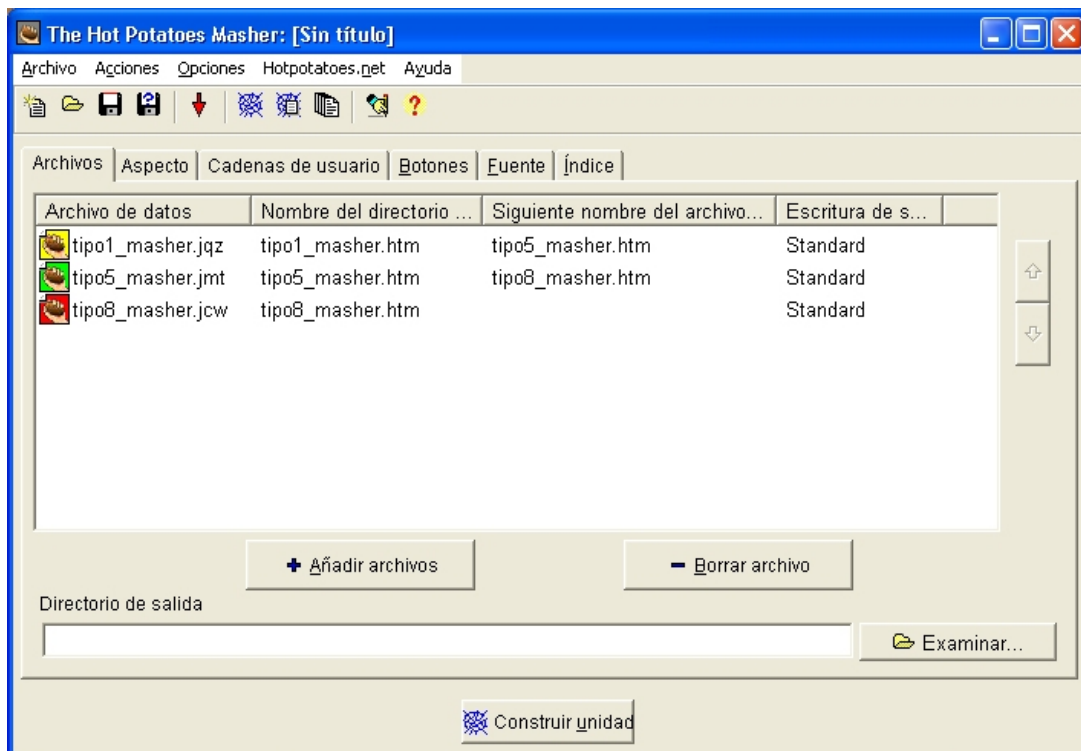 The Hot Potatoes Masher: [Sin título]
Archivo Acciones Opciones Hotpotatoes.net Ayuda
Archivos Aspecto Cadenas de usuario Botones Fuente Índice
Archivo de datos Nombre del directorio ... Siguiente nombre del archivo... Escritura de s...
tipo1_masher.jqz tipo1_masher.htm tipo5_masher.htm Standard
tipo5_masher.jmt tipo5_masher.htm tipo8_masher.htm Standard
tipo8_masher.jcw tipo8_masher.htm Standard
+ Añadir archivos - Borrar archivo
Directorio de salida
Examinar...
Construir unidad